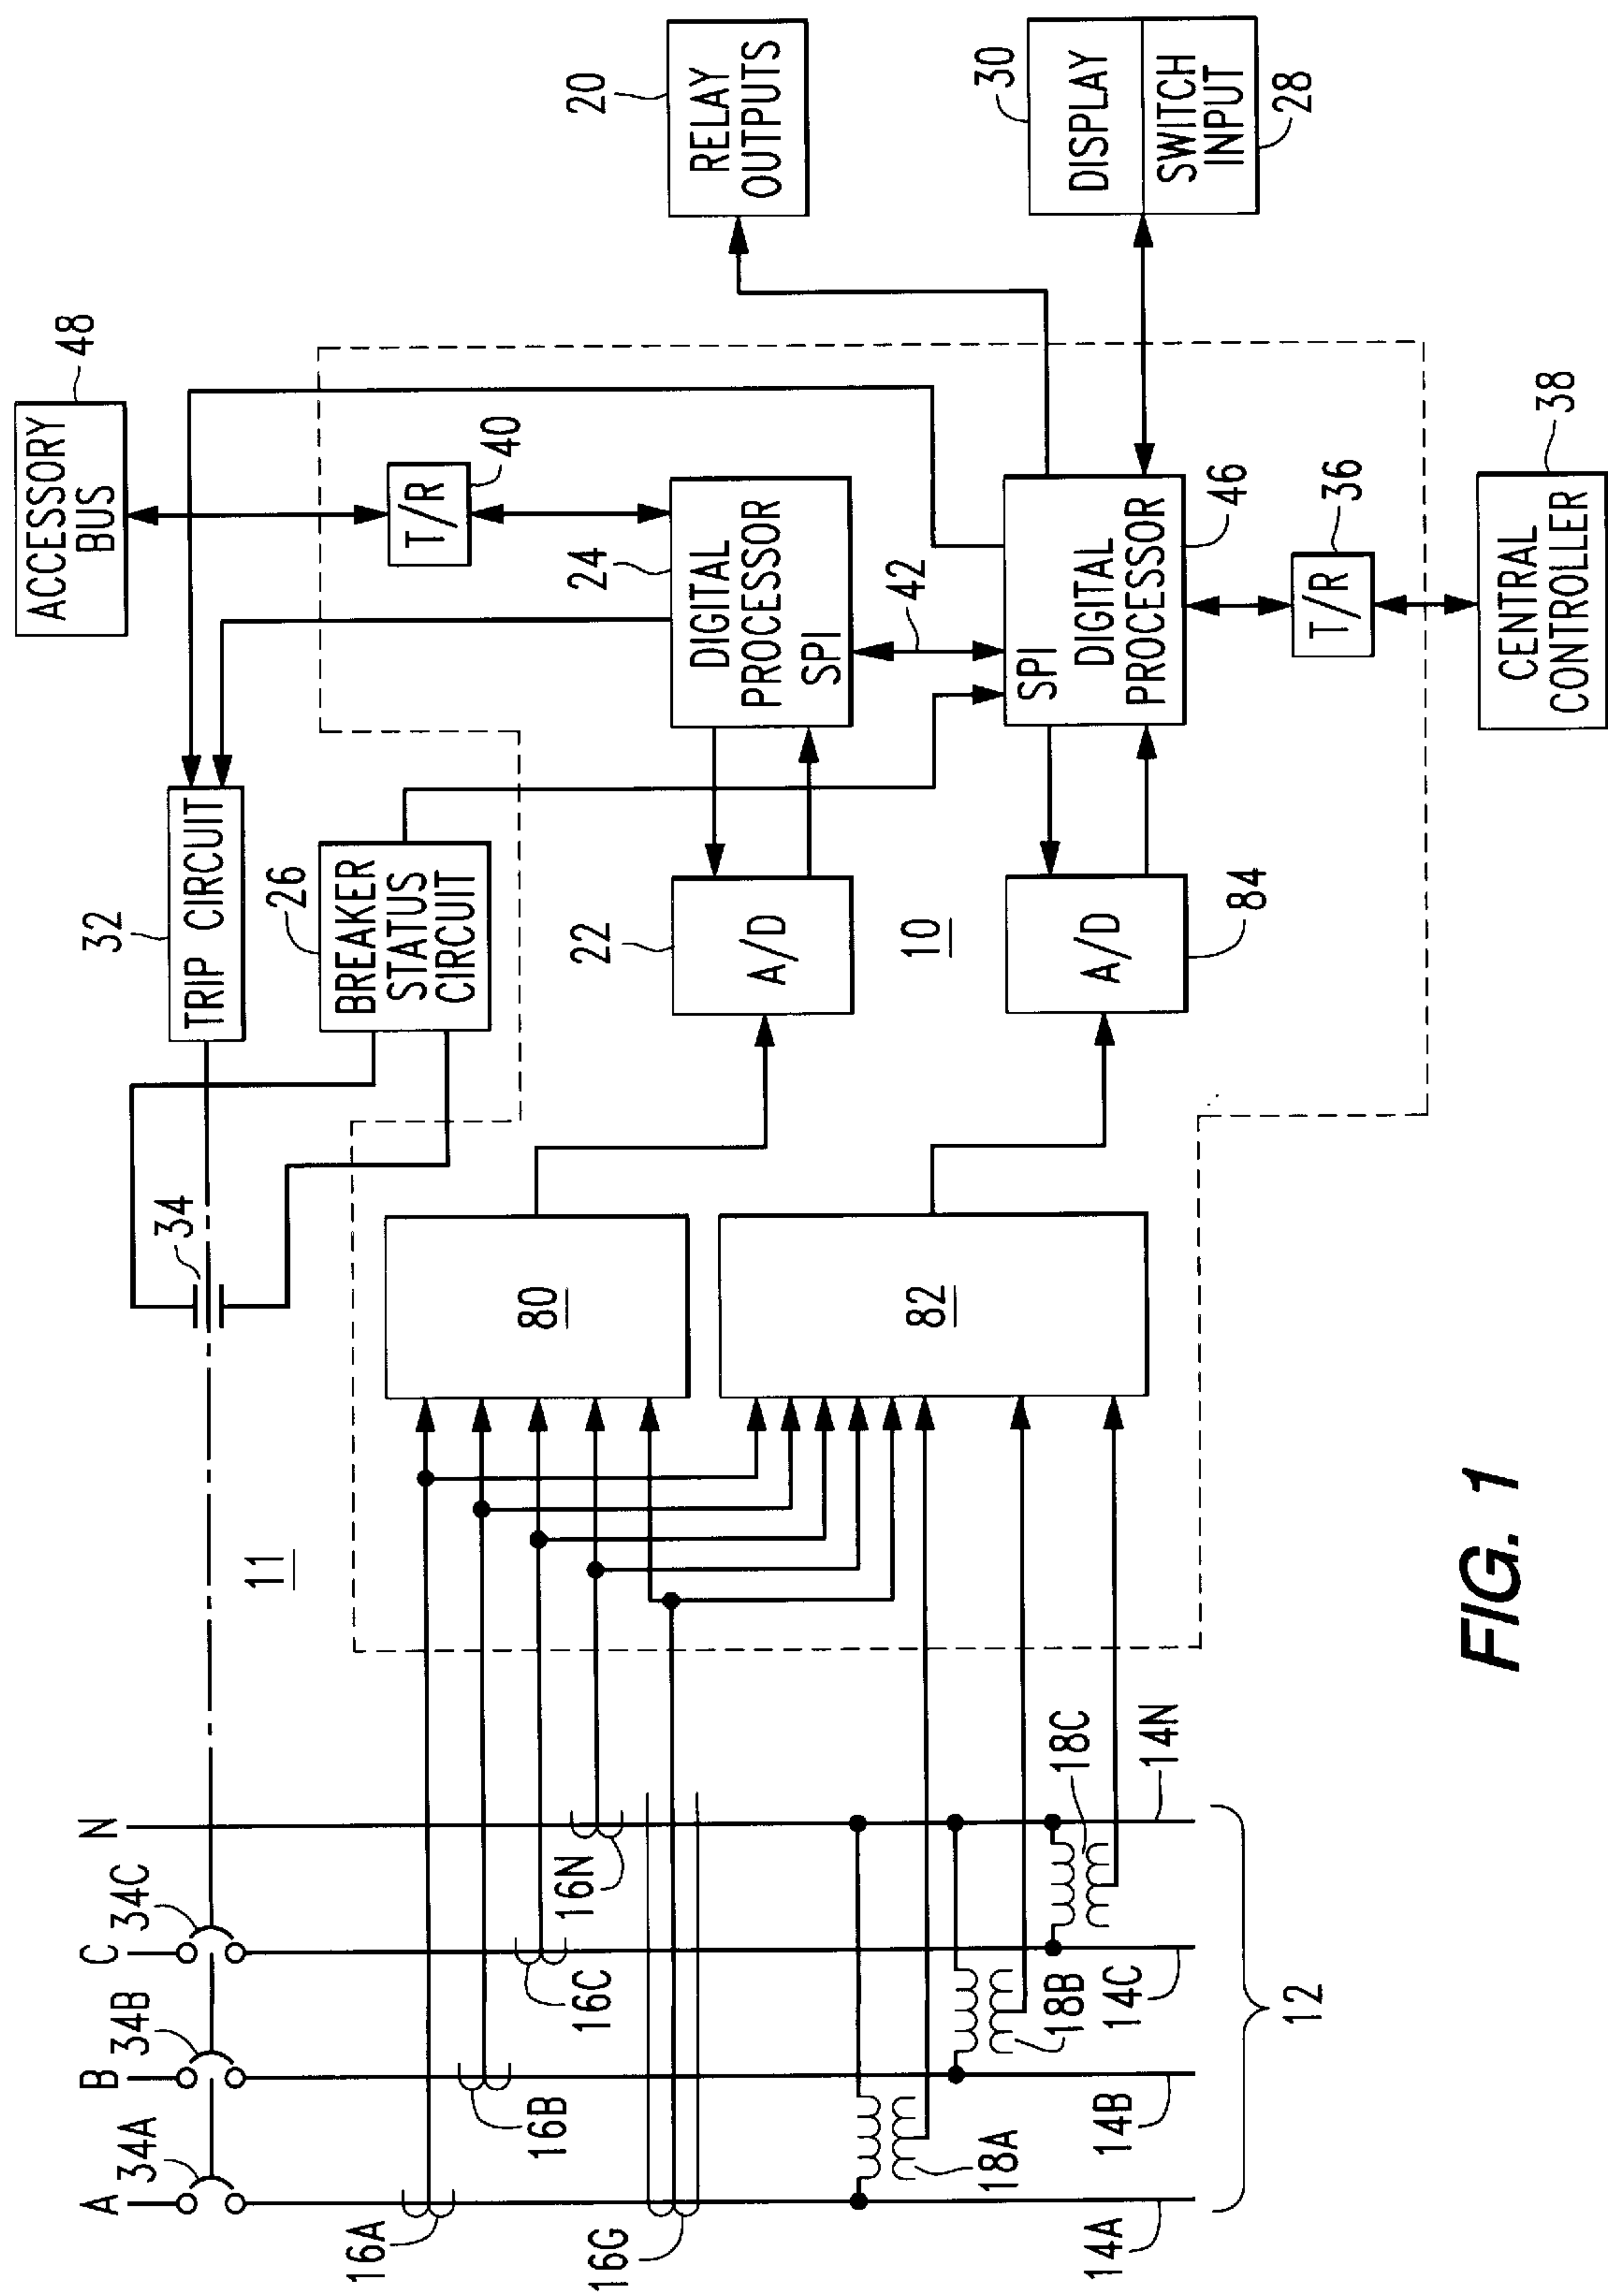 A
B
C
N
34A
34B
34C
16A
16B
16C
16N
16G
18A
18B
18C
14A
14B
14C
14N
12
11
34
32
TRIP CIRCUIT
26
BREAKER
STATUS
CIRCUIT
ACCESSORY
BUS
48
T/R
40
80
82
22
A/D
10
A/D
84
24
DIGITAL
PROCESSOR
SPI
42
SPI
DIGITAL
PROCESSOR
46
T/R
36
CENTRAL
CONTROLLER
38
20
RELAY
OUTPUTS
30
DISPLAY
SWITCH
INPUT
28
FIG. 1